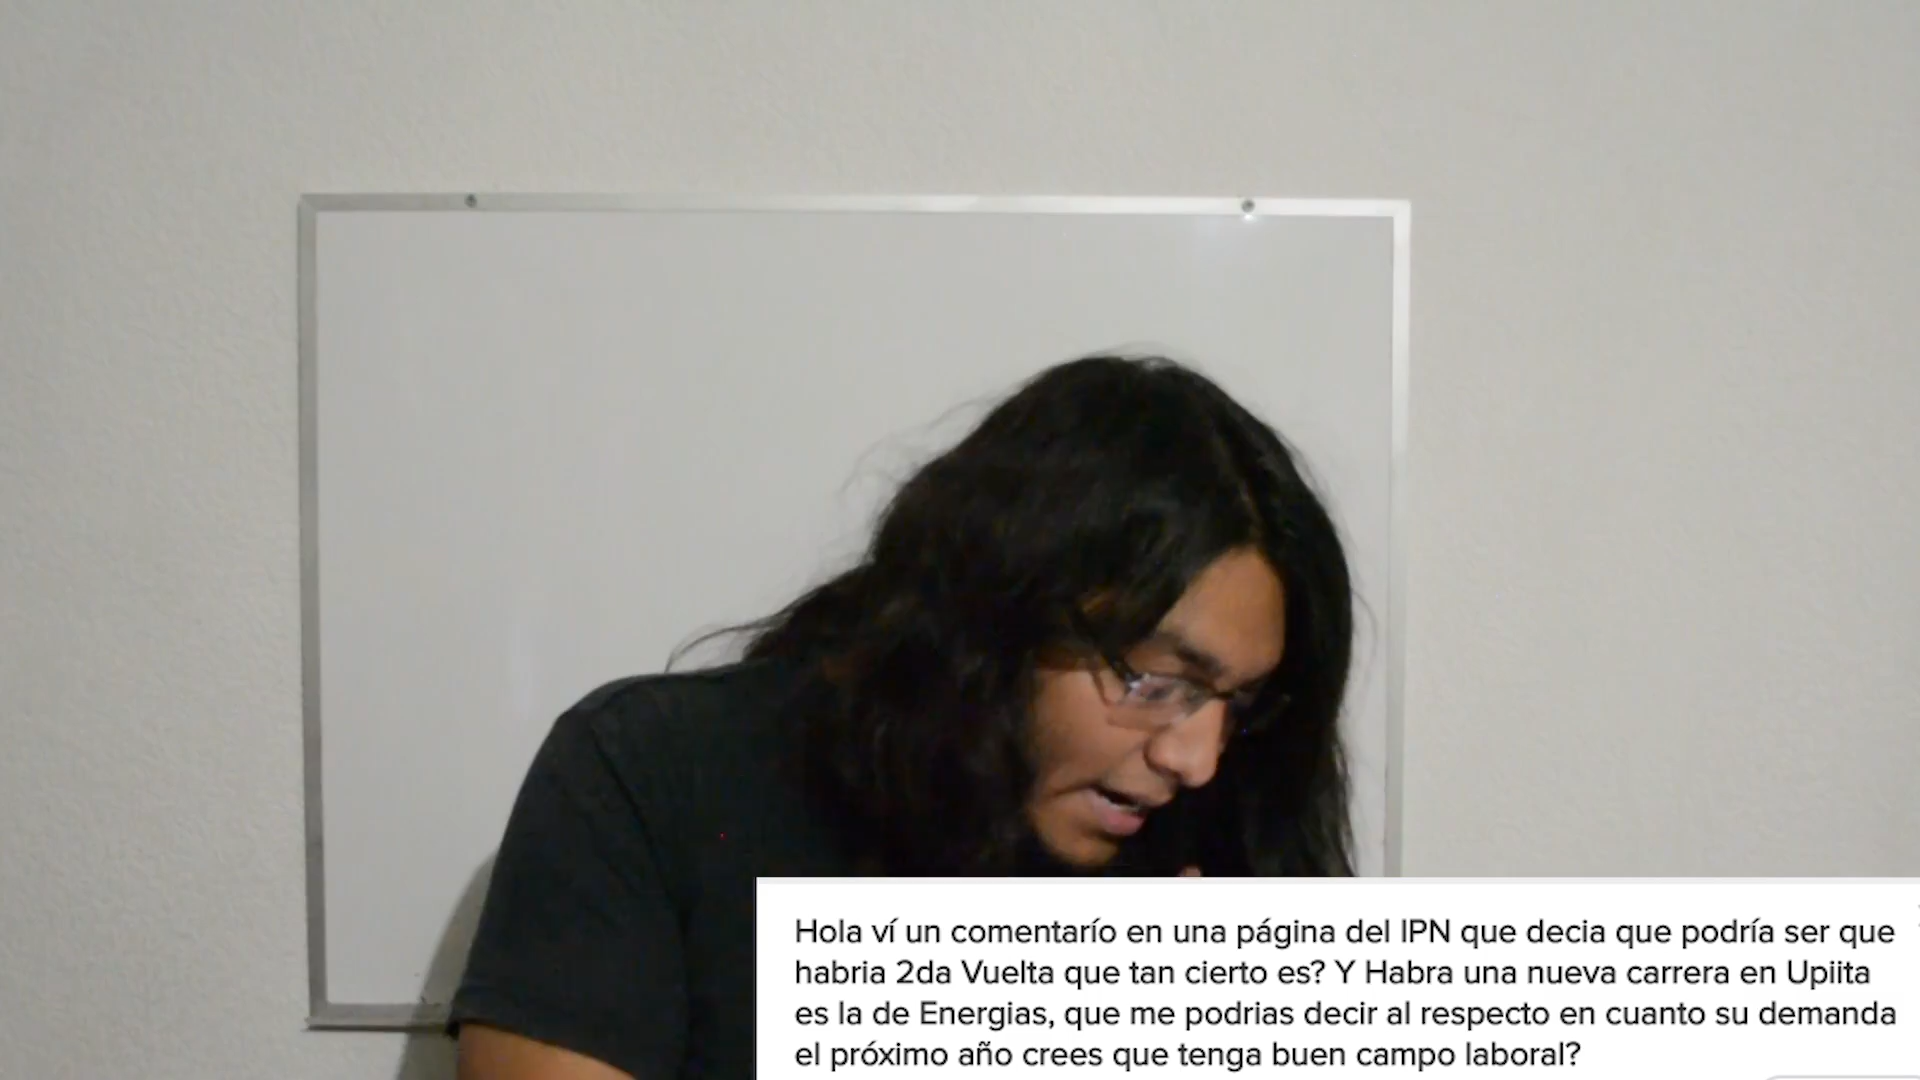 Hola ví un comentarío en una página del IPN que decia que podría ser que
habria 2da Vuelta que tan cierto es? Y Habra una nueva carrera en Upiita
es la de Energias, que me podrias decir al respecto en cuanto su demanda
el próximo año crees que tenga buen campo laboral?